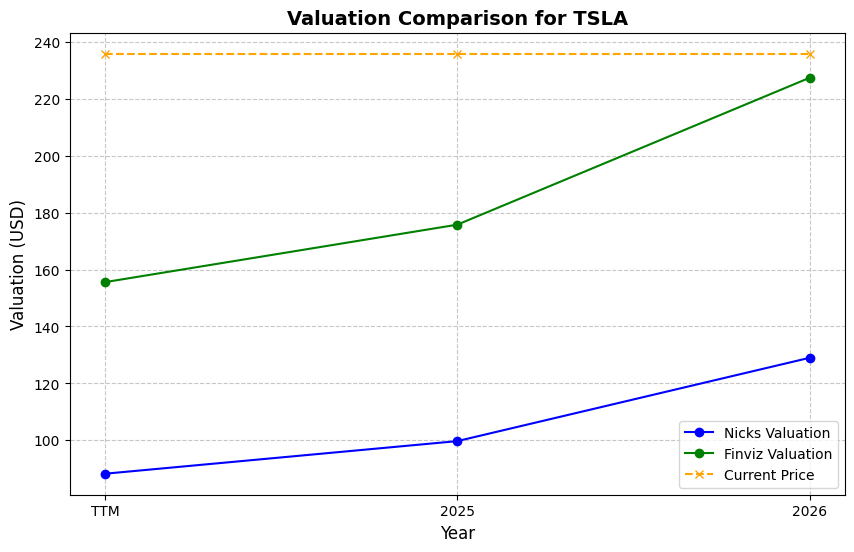 Valuation Comparison for TSLA
240
220
200
180
160
140
120
100
Valuation (USD)
Nicks Valuation
Finviz Valuation
Current Price
TTM
2025
2026
Year